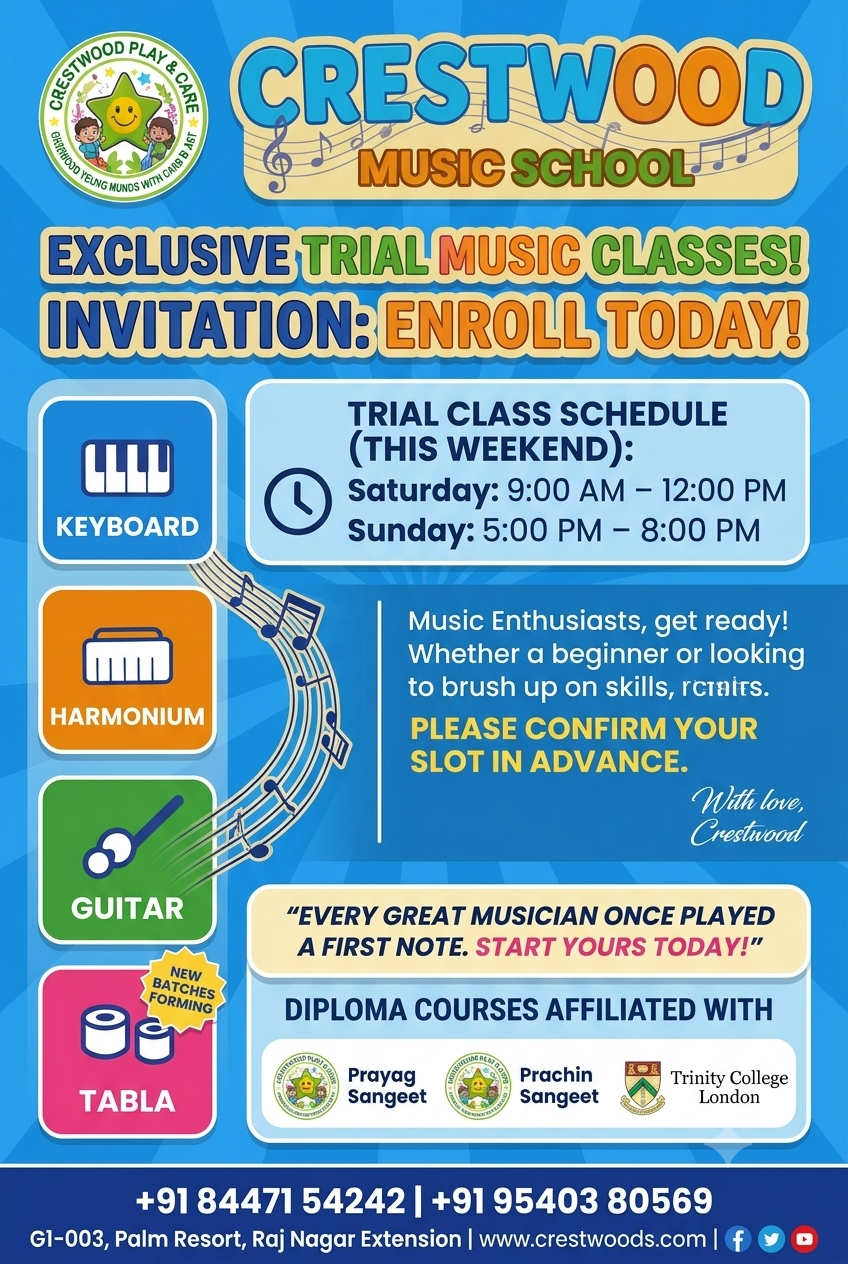 CRESTWOOD PLAY & CARE
CRESTWOOD
MUSIC SCHOOL
EXCLUSIVE TRIAL MUSIC CLASSES!
INVITATION: ENROLL TODAY!
KEYBOARD
HARMONIUM
GUITAR
NEW
BATCHES
FORMING
TABLA
TRIAL CLASS SCHEDULE
(THIS WEEKEND):
Saturday: 9:00 AM – 12:00 PM
Sunday: 5:00 PM – 8:00 PM
Music Enthusiasts, get ready!
Whether a beginner or looking
to brush up on skills,
PLEASE CONFIRM YOUR
SLOT IN ADVANCE.
With love,
Crestwood
“EVERY GREAT MUSICIAN ONCE PLAYED
A FIRST NOTE. START YOURS TODAY!”
DIPLOMA COURSES AFFILIATED WITH
Prayag
Sangeet
Prachin
Sangeet
Trinity College
London
+91 84471 54242 | +91 95403 80569
G1-003, Palm Resort, Raj Nagar Extension | www.crestwoods.com |